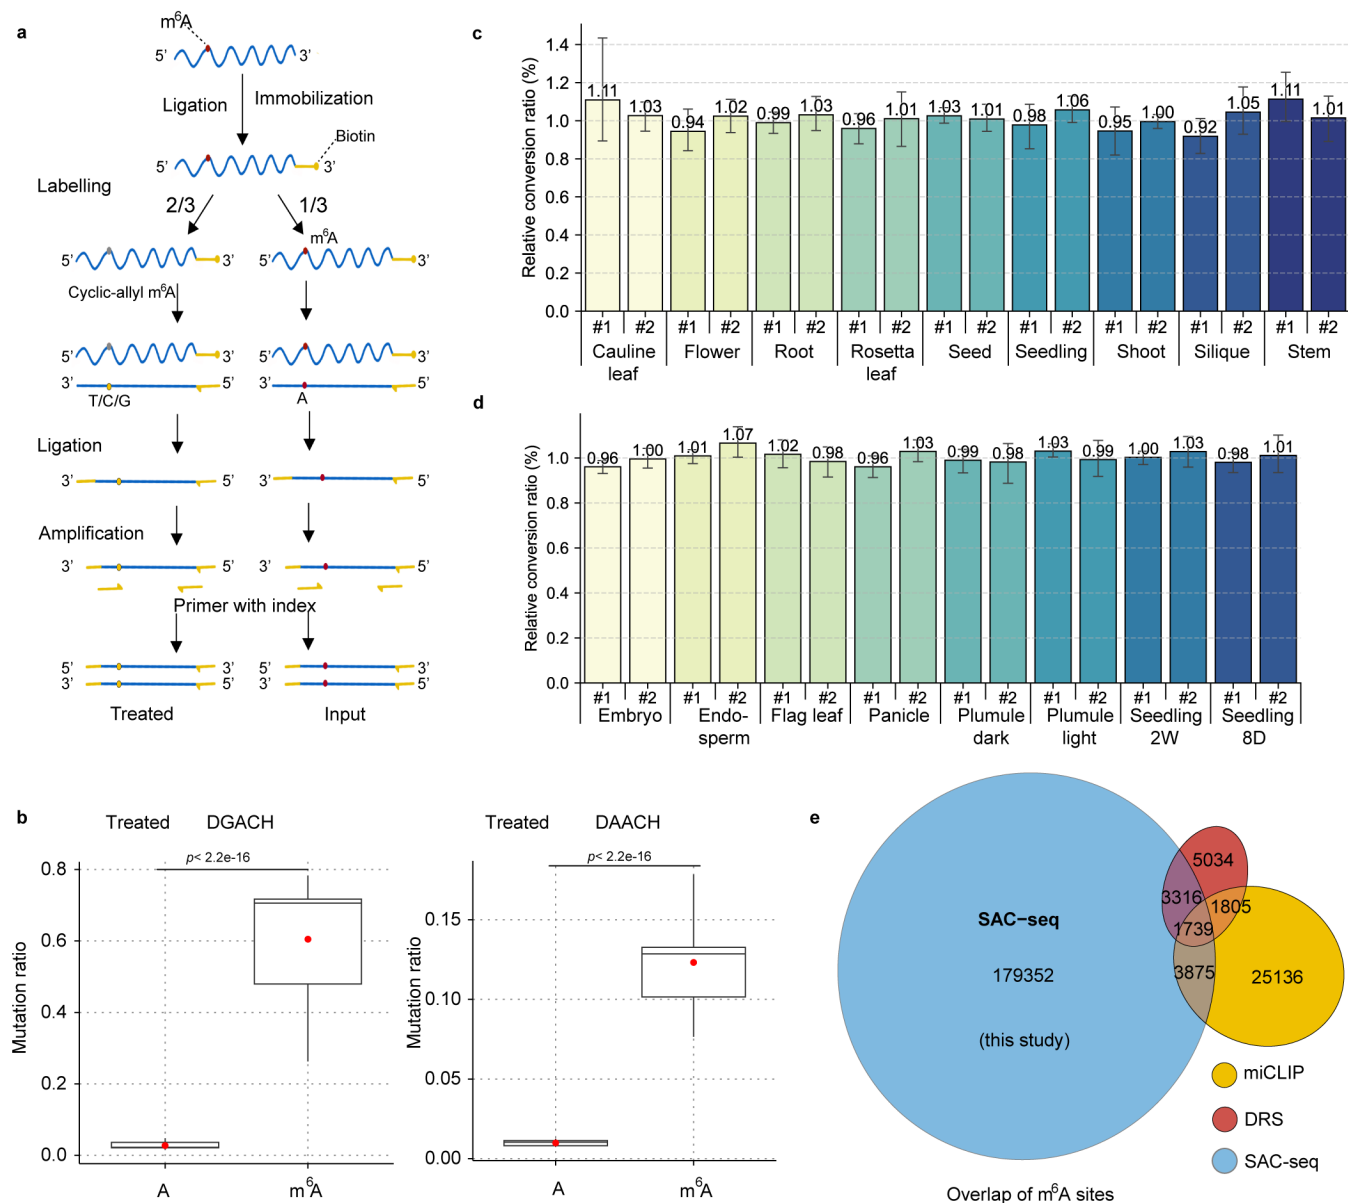 a
m⁶A
5’
3’
Ligation
Immobilization
Biotin
3’
5’
Labelling
2/3
1/3
m⁶A
5’
3’
5’
3’
Cyclic-allyl m⁶A
5’
3’
5’
3’
3’
5’
3’
5’
T/C/G
A
Ligation
3’
5’
3’
5’
Amplification
3’
5’
3’
5’
Primer with index
5’
3’
5’
3’
3’
5’
3’
5’
Treated
Input
c
Relative conversion ratio (%)
1.4
1.2
1.0
0.8
0.6
0.4
0.2
0.0
1.11
1.03
0.94
1.02
0.99
1.03
0.96
1.01
1.03
1.01
0.98
1.06
0.95
1.00
0.92
1.05
1.11
1.01
#1 #2 #1 #2 #1 #2 #1 #2 #1 #2 #1 #2 #1 #2 #1 #2 #1 #2
Cauline
leaf
Flower
Root
Rosetta
leaf
Seed
Seedling
Shoot
Silique
Stem
d
Relative conversion ratio (%)
1.0
0.8
0.6
0.4
0.2
0.0
0.96
1.00
1.01
1.07
1.02
0.98
0.96
1.03
0.99
0.98
1.03
0.99
1.00
1.03
0.98
1.01
#1 #2 #1 #2 #1 #2 #1 #2 #1 #2 #1 #2 #1 #2 #1 #2
Embryo
Endo-
sperm
Flag leaf
Panicle
Plumule
dark
Plumule
light
Seedling
2W
Seedling
8D
b
Treated DGACH
p< 2.2e-16
Mutation ratio
0.8
0.6
0.4
0.2
0.0
A
m⁶A
Treated DAACH
p< 2.2e-16
Mutation ratio
0.15
0.10
0.05
0.00
A
m⁶A
e
5034
3316
1805
1739
SAC−seq
179352
3875
25136
(this study)
miCLIP
DRS
SAC-seq
Overlap of m⁶A sites